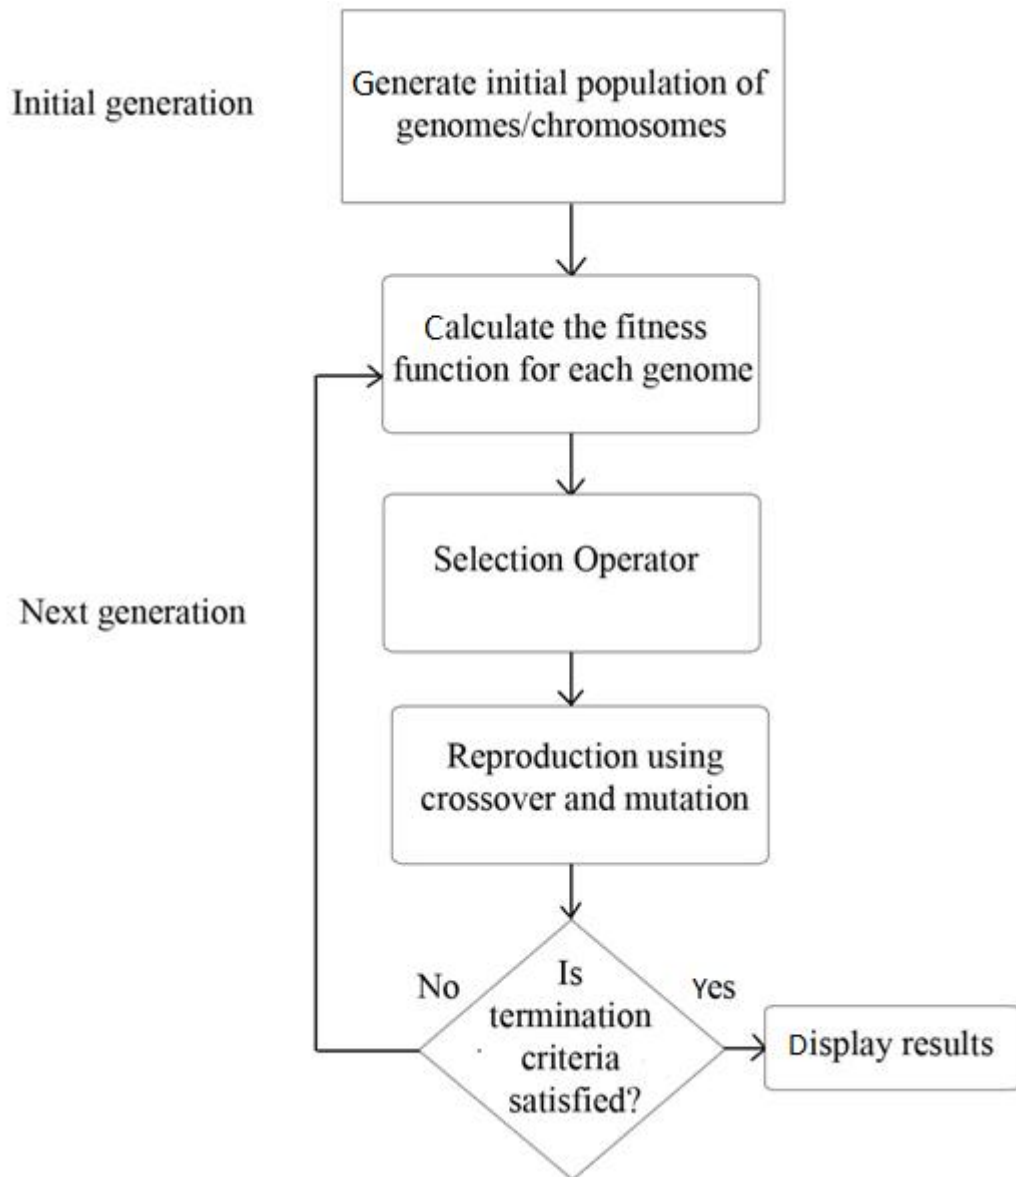 Initial generation
Generate initial population of
genomes/chromosomes
Calculate the fitness
function for each genome
Selection Operator
Next generation
Reproduction using
crossover and mutation
No
Is
termination
criteria
satisfied?
Yes
Display results